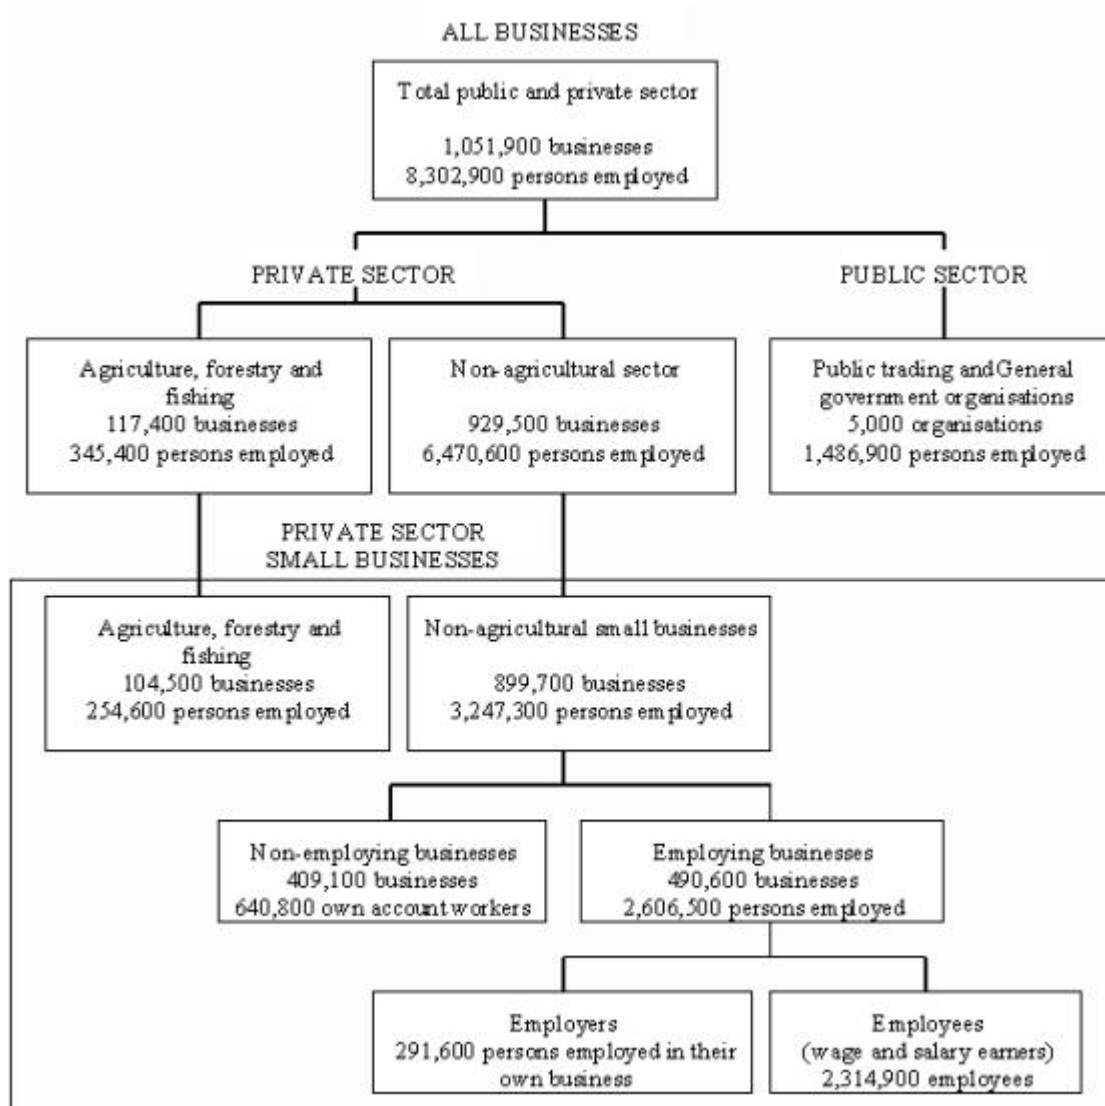 ALL BUSINESSES
Total public and private sector
1,051,900 businesses
8,302,900 persons employed
PRIVATE SECTOR
PUBLIC SECTOR
Agriculture, forestry and
fishing
117,400 businesses
345,400 persons employed
Non-agricultural sector
929,500 businesses
6,470,600 persons employed
Public trading and General
government organisations
5,000 organisations
1,486,900 persons employed
PRIVATE SECTOR
SMALL BUSINESSES
Agriculture, forestry and
fishing
104,500 businesses
254,600 persons employed
Non-agricultural small businesses
899,700 businesses
3,247,300 persons employed
Non-employing businesses
409,100 businesses
640,800 own account workers
Employing businesses
490,600 businesses
2,606,500 persons employed
Employers
291,600 persons employed in their
own business
Employees
(wage and salary earners)
2,314,900 employees